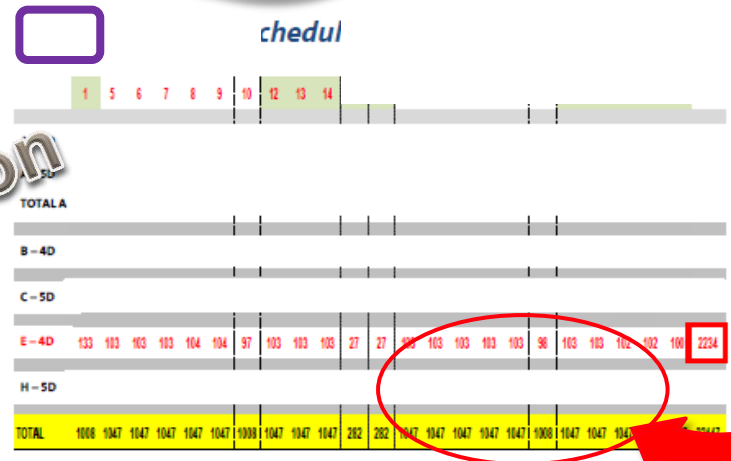 chedul
1 5 6 7 8 9 10 12 13 14
on
5D
TOTAL A
B – 4D
C – 5D
E – 4D 133 103 103 103 104 104 97 103 103 103 27 27 103 103 103 103 98 103 103 102 102 100 2234
H – 5D
TOTAL 1008 1047 1047 1047 1047 1047 1008 1047 1047 1047 282 282 1047 1047 1047 1047 1047 1008 1047 1047